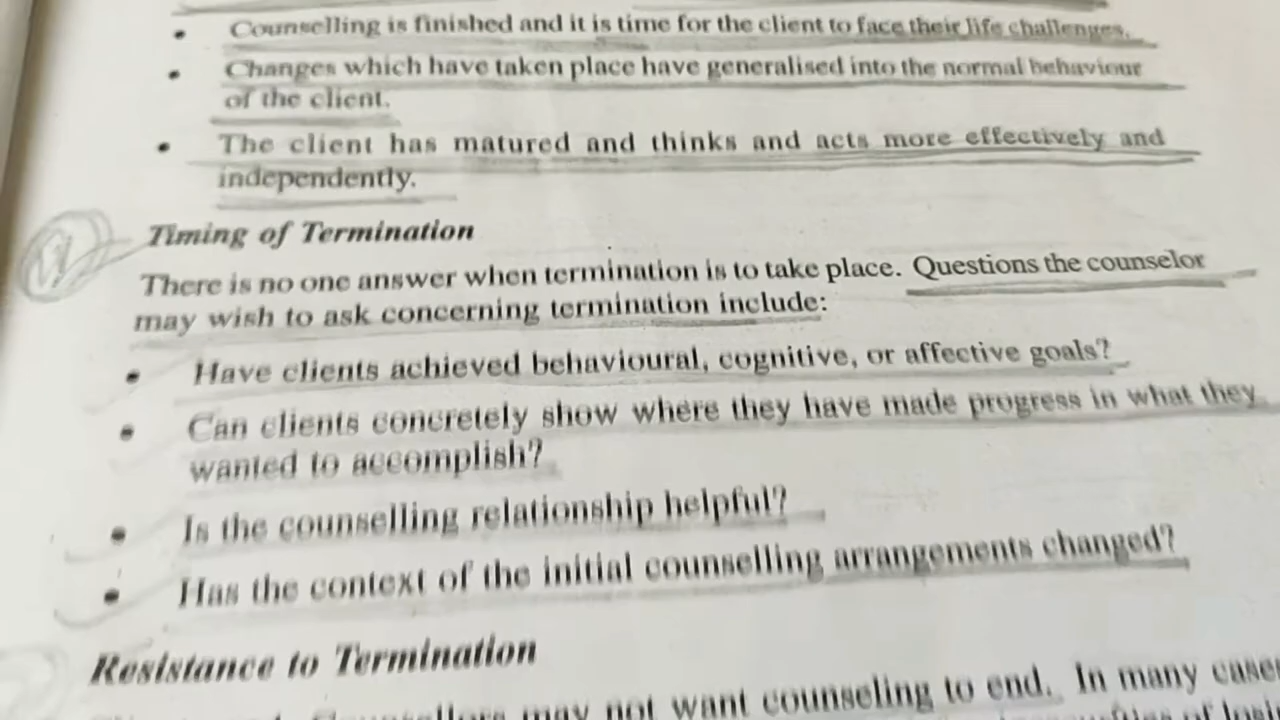 • Counselling is finished and it is time for the client to face their life challenges.
• Changes which have taken place have generalised into the normal behaviour
of the client.
• The client has matured and thinks and acts more effectively and
independently.
Timing of Termination
There is no one answer when termination is to take place. Questions the counselor
may wish to ask concerning termination include:
• Have clients achieved behavioural, cognitive, or affective goals?
• Can clients concretely show where they have made progress in what they
wanted to accomplish?
• Is the counselling relationship helpful?
• Has the context of the initial counselling arrangements changed?
Resistance to Termination
may not want counseling to end. In many cases
of